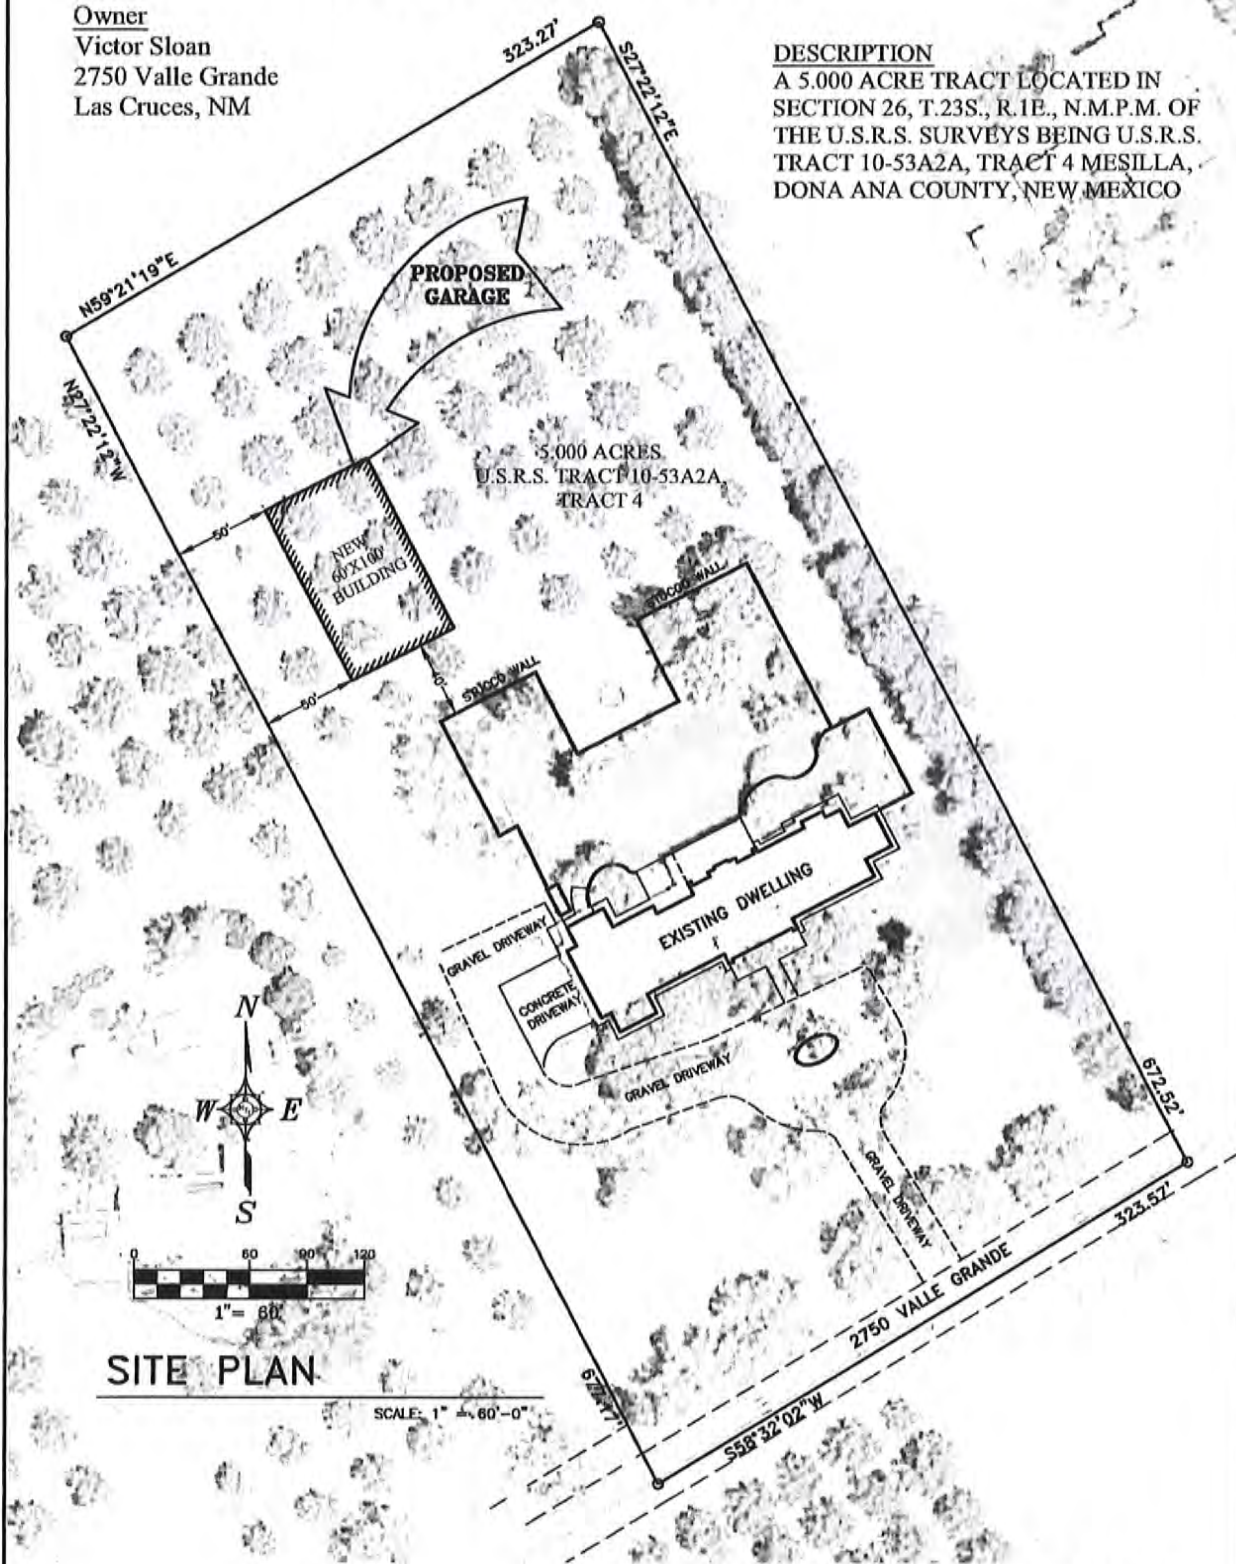 Owner
Victor Sloan
2750 Valle Grande
Las Cruces, NM
DESCRIPTION
A 5.000 ACRE TRACT LOCATED IN
SECTION 26, T.23S., R.1E., N.M.P.M. OF
THE U.S.R.S. SURVEYS BEING U.S.R.S.
TRACT 10-53A2A, TRACT 4 MESILLA,
DONA ANA COUNTY, NEW MEXICO
323.27'
S27°22'12"E
N59°21'19"E
N27°22'12"W
PROPOSED
GARAGE
5.000 ACRES
U.S.R.S. TRACT 10-53A2A,
TRACT 4
50'
NEW
60'X100'
BUILDING
50'
STUCCO WALL
STUCCO WALL
EXISTING DWELLING
GRAVEL DRIVEWAY
CONCRETE
DRIVEWAY
GRAVEL DRIVEWAY
GRAVEL DRIVEWAY
672.52'
323.57'
2750 VALLE GRANDE
S58°32'02"W
N
W E
S
0 60 90 120
1"= 60'
SITE PLAN
SCALE: 1" = 60'-0"